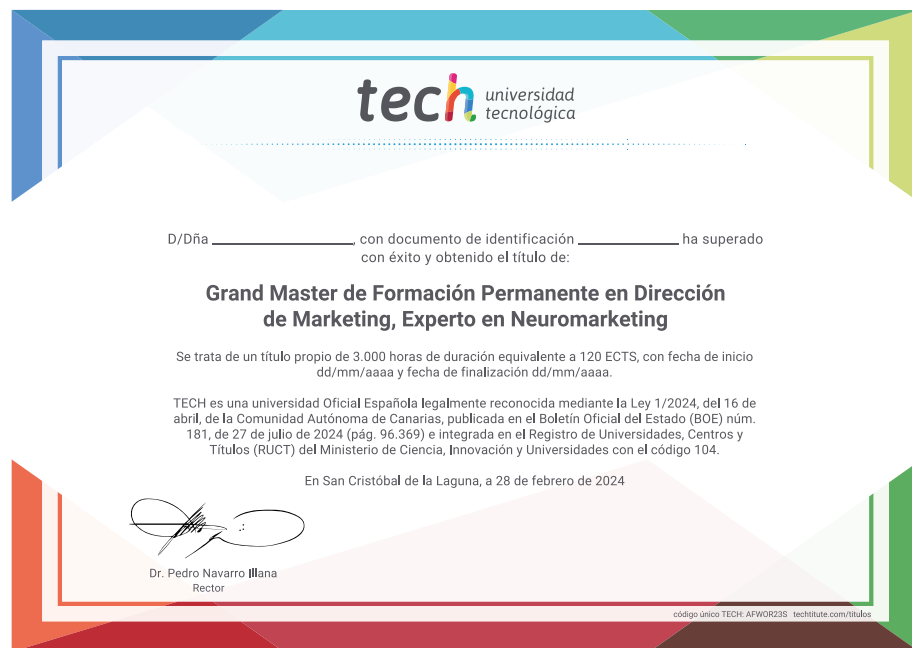 tech universidad
tecnológica
D/Dña ____________________, con documento de identificación ______________ ha superado
con éxito y obtenido el título de:
Grand Master de Formación Permanente en Dirección
de Marketing, Experto en Neuromarketing
Se trata de un título propio de 3.000 horas de duración equivalente a 120 ECTS, con fecha de inicio
dd/mm/aaaa y fecha de finalización dd/mm/aaaa.
TECH es una universidad Oficial Española legalmente reconocida mediante la Ley 1/2024, del 16 de
abril, de la Comunidad Autónoma de Canarias, publicada en el Boletín Oficial del Estado (BOE) núm.
181, de 27 de julio de 2024 (pág. 96.369) e integrada en el Registro de Universidades, Centros y
Títulos (RUCT) del Ministerio de Ciencia, Innovación y Universidades con el código 104.
En San Cristóbal de la Laguna, a 28 de febrero de 2024
Dr. Pedro Navarro Illana
Rector
código único TECH: AFWOR23S techtitute.com/titulos